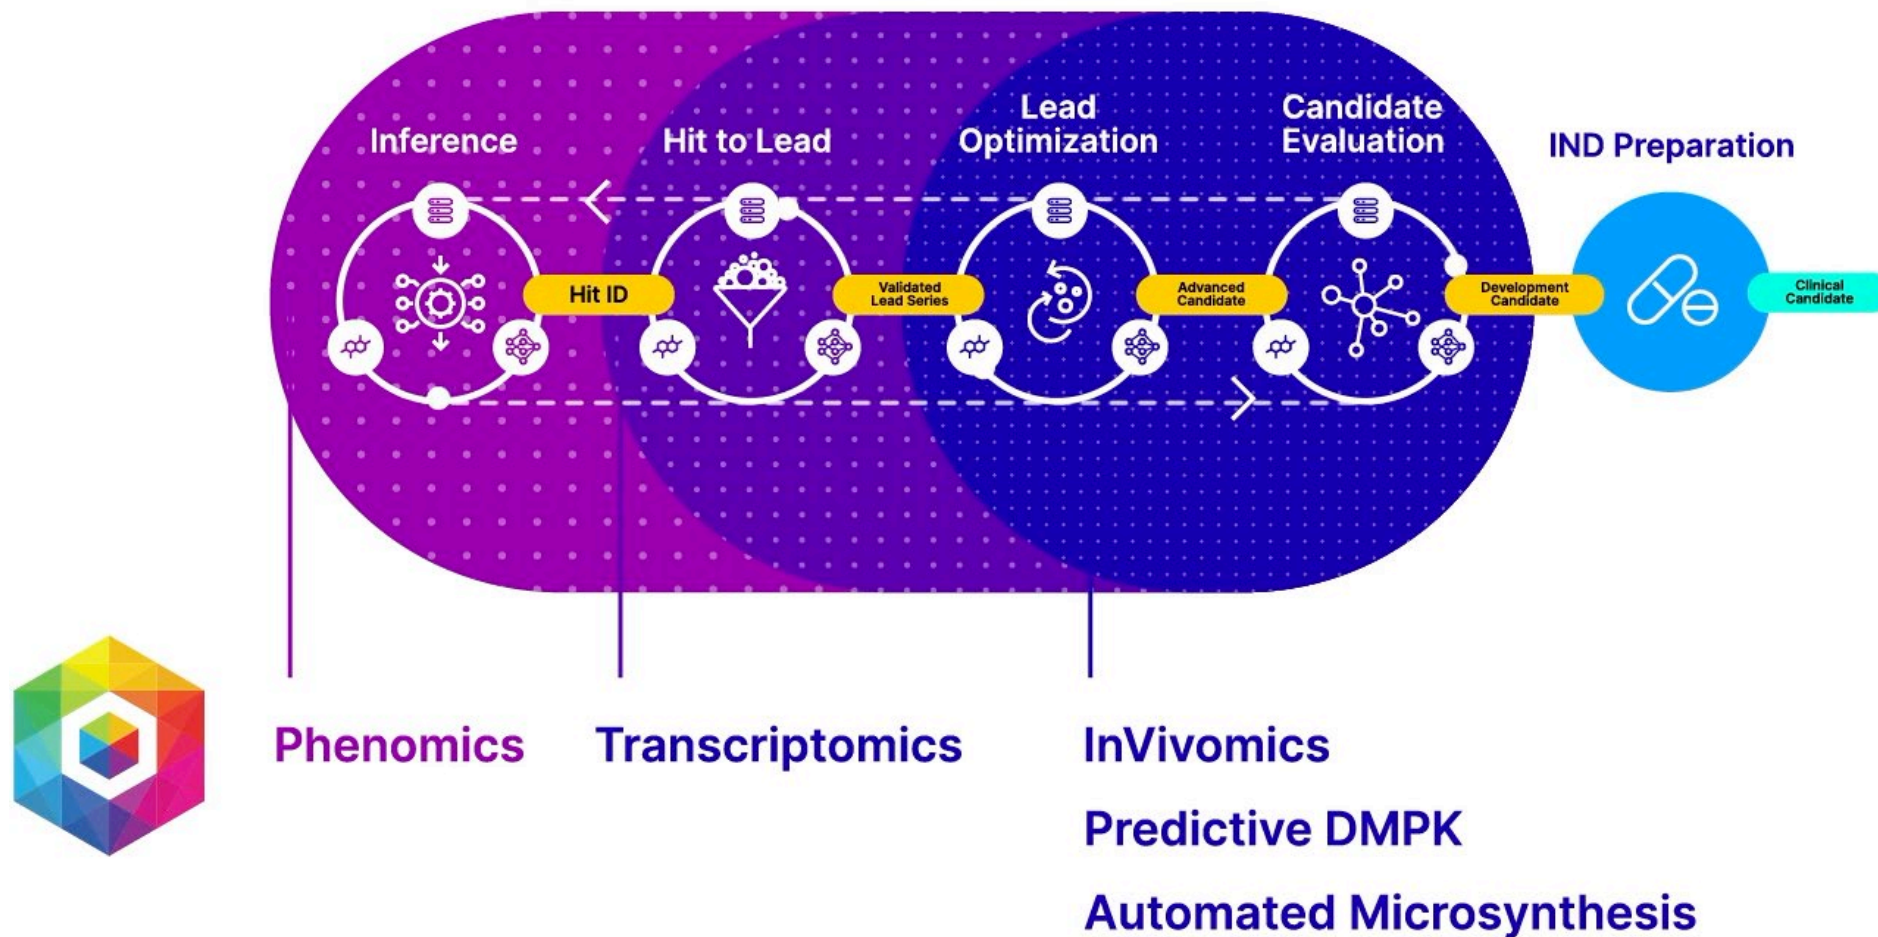 Inference
Hit to Lead
Lead
Optimization
Candidate
Evaluation
IND Preparation
Hit ID
Validated
Lead Series
Advanced
Candidate
Development
Candidate
Clinical
Candidate
Phenomics
Transcriptomics
InVivomics
Predictive DMPK
Automated Microsynthesis